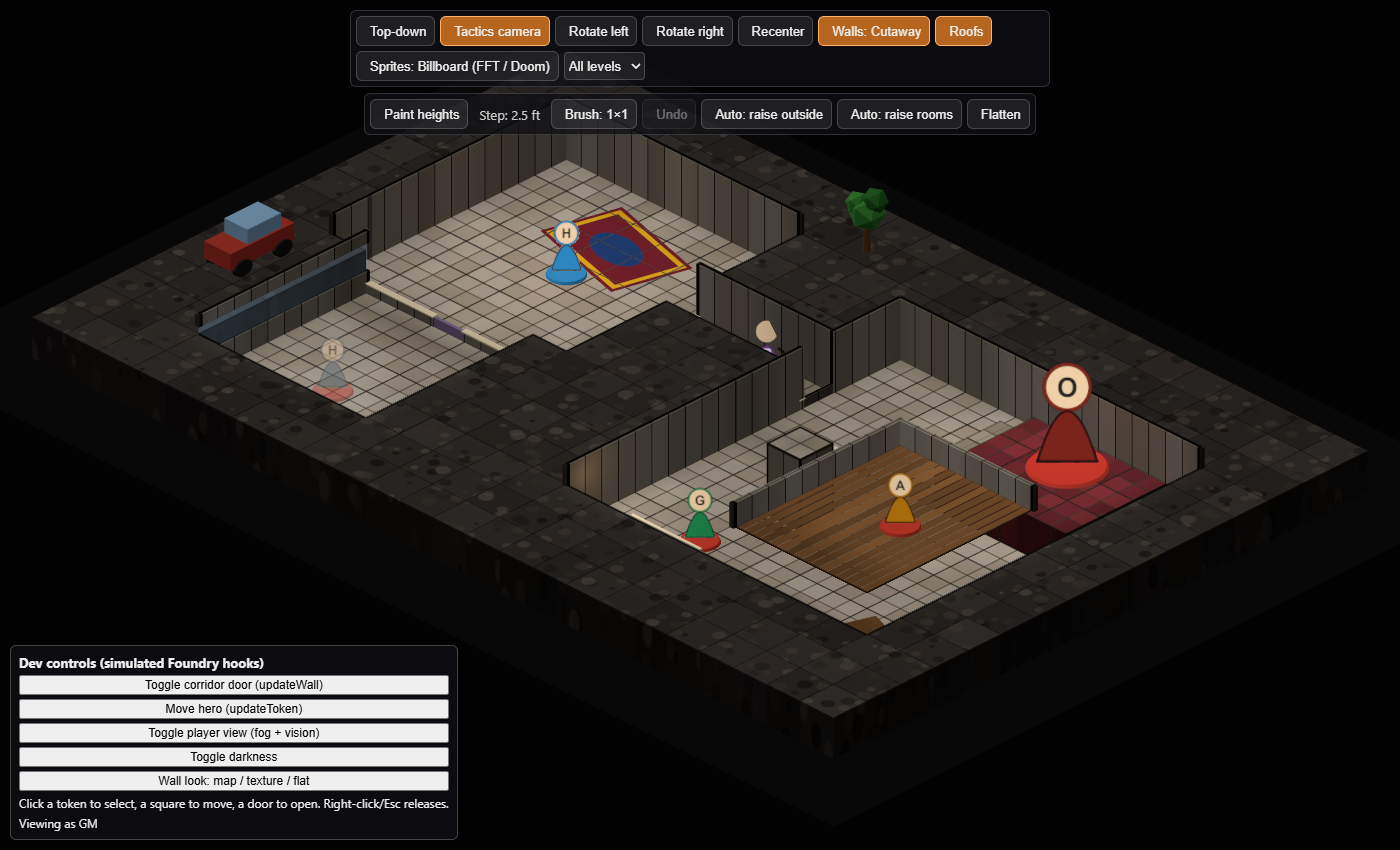 Top-down Tactics camera Rotate left Rotate right Recenter Walls: Cutaway Roofs
Sprites: Billboard (FFT / Doom) All levels
Paint heights Step: 2.5 ft Brush: 1×1 Undo Auto: raise outside Auto: raise rooms Flatten
H
H
O
A
G
Dev controls (simulated Foundry hooks)
Toggle corridor door (updateWall)
Move hero (updateToken)
Toggle player view (fog + vision)
Toggle darkness
Wall look: map / texture / flat
Click a token to select, a square to move, a door to open. Right-click/Esc releases.
Viewing as GM